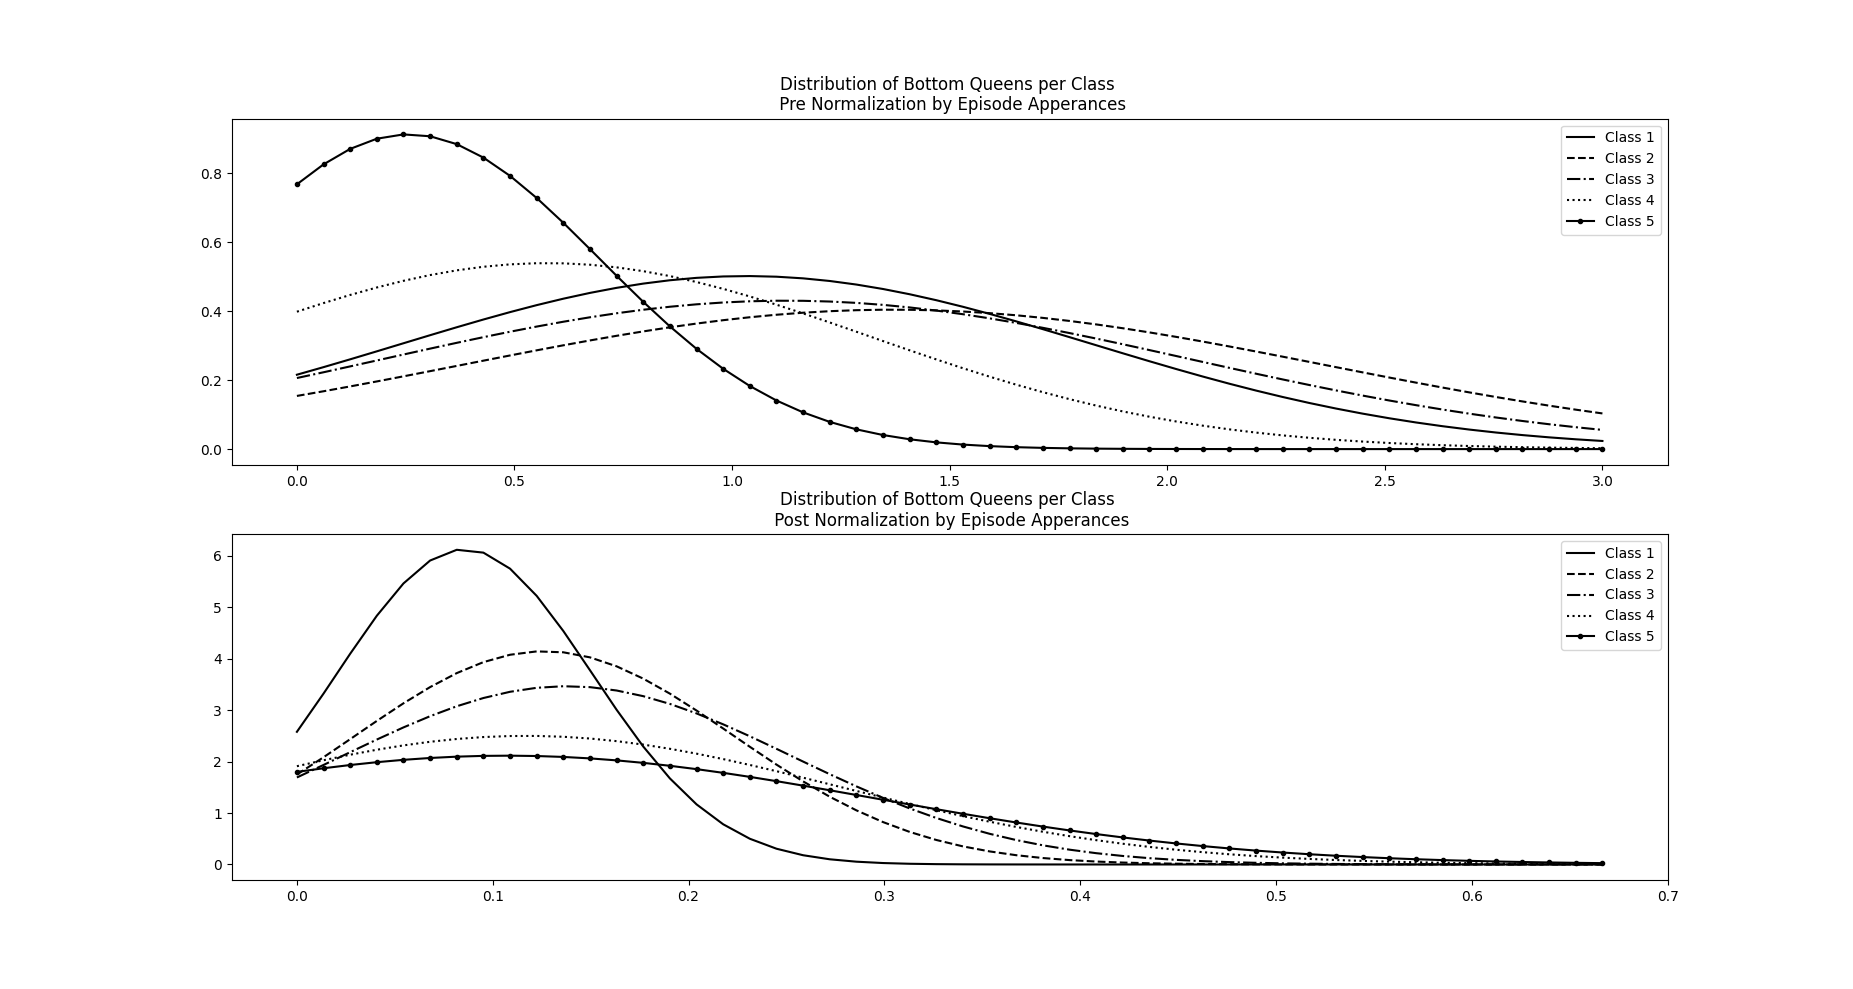 Distribution of Bottom Queens per Class
Pre Normalization by Episode Apperances
Class 1
Class 2
Class 3
Class 4
Class 5
0.8
0.6
0.4
0.2
0.0
0.0 0.5 1.0 1.5 2.0 2.5 3.0
Distribution of Bottom Queens per Class
Post Normalization by Episode Apperances
Class 1
Class 2
Class 3
Class 4
Class 5
6
5
4
3
2
1
0
0.0 0.1 0.2 0.3 0.4 0.5 0.6 0.7